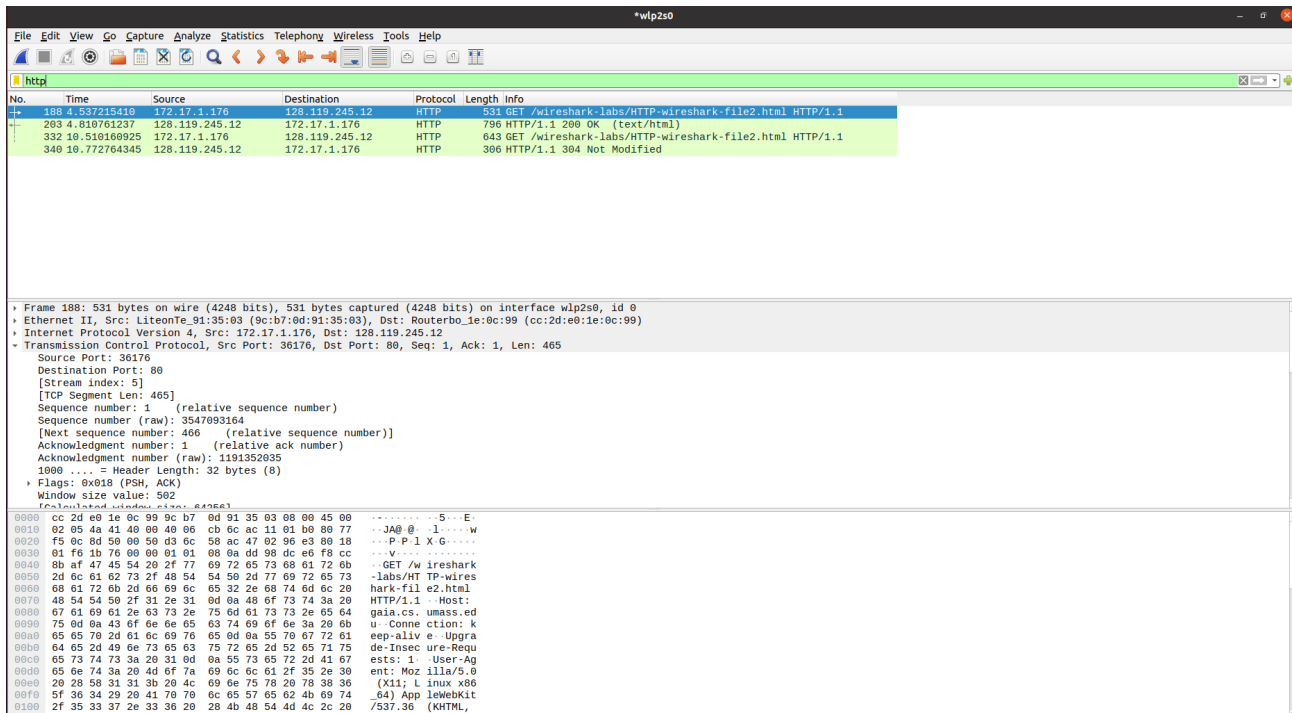 *wlp2s0
File Edit View Go Capture Analyze Statistics Telephony Wireless Tools Help
http
No. Time Source Destination Protocol Length Info
188 4.537215410 172.17.1.176 128.119.245.12 HTTP 531 GET /wireshark-labs/HTTP-wireshark-file2.html HTTP/1.1
203 4.810761237 128.119.245.12 172.17.1.176 HTTP 796 HTTP/1.1 200 OK (text/html)
332 10.510160925 172.17.1.176 128.119.245.12 HTTP 643 GET /wireshark-labs/HTTP-wireshark-file2.html HTTP/1.1
340 10.772764345 128.119.245.12 172.17.1.176 HTTP 306 HTTP/1.1 304 Not Modified
Frame 188: 531 bytes on wire (4248 bits), 531 bytes captured (4248 bits) on interface wlp2s0, id 0
Ethernet II, Src: LiteonTe_91:35:03 (9c:b7:0d:91:35:03), Dst: Routerbo_1e:0c:99 (cc:2d:e0:1e:0c:99)
Internet Protocol Version 4, Src: 172.17.1.176, Dst: 128.119.245.12
Transmission Control Protocol, Src Port: 36176, Dst Port: 80, Seq: 1, Ack: 1, Len: 465
Source Port: 36176
Destination Port: 80
[Stream index: 5]
[TCP Segment Len: 465]
Sequence number: 1 (relative sequence number)
Sequence number (raw): 3547093164
[Next sequence number: 466 (relative sequence number)]
Acknowledgment number: 1 (relative ack number)
Acknowledgment number (raw): 1191352035
1000 .... = Header Length: 32 bytes (8)
Flags: 0x018 (PSH, ACK)
Window size value: 502
[Calculated window size: 64256]
0000 cc 2d e0 1e 0c 99 9c b7 0d 91 35 03 08 00 45 00 ·-······ ··5···E·
0010 02 05 4a 41 40 00 40 06 cb 6c ac 11 01 b0 80 77 ··JA@·@· ·l·····w
0020 f5 0c 8d 50 00 50 d3 6c 58 ac 47 02 96 e3 80 18 ···P·P·l X·G·····
0030 01 f6 1b 76 00 00 01 01 08 0a dd 98 dc e6 f8 cc ···v···· ········
0040 8b af 47 45 54 20 2f 77 69 72 65 73 68 61 72 6b ··GET /w ireshark
0050 2d 6c 61 62 73 2f 48 54 54 50 2d 77 69 72 65 73 -labs/HT TP-wires
0060 68 61 72 6b 2d 66 69 6c 65 32 2e 68 74 6d 6c 20 hark-fil e2.html
0070 48 54 54 50 2f 31 2e 31 0d 0a 48 6f 73 74 3a 20 HTTP/1.1 ··Host:
0080 67 61 69 61 2e 63 73 2e 75 6d 61 73 73 2e 65 64 gaia.cs. umass.ed
0090 75 0d 0a 43 6f 6e 6e 65 63 74 69 6f 6e 3a 20 6b u··Conne ction: k
00a0 65 65 70 2d 61 6c 69 76 65 0d 0a 55 70 67 72 61 eep-aliv e··Upgra
00b0 64 65 2d 49 6e 73 65 63 75 72 65 2d 52 65 71 75 de-Insec ure-Requ
00c0 65 73 74 73 3a 20 31 0d 0a 55 73 65 72 2d 41 67 ests: 1· ·User-Ag
00d0 65 6e 74 3a 20 4d 6f 7a 69 6c 6c 61 2f 35 2e 30 ent: Moz illa/5.0
00e0 20 28 58 31 31 3b 20 4c 69 6e 75 78 20 78 38 36 (X11; L inux x86
00f0 5f 36 34 29 20 41 70 70 6c 65 57 65 62 4b 69 74 _64) App leWebKit
0100 2f 35 33 37 2e 33 36 20 28 4b 48 54 4d 4c 2c 20 /537.36 (KHTML,